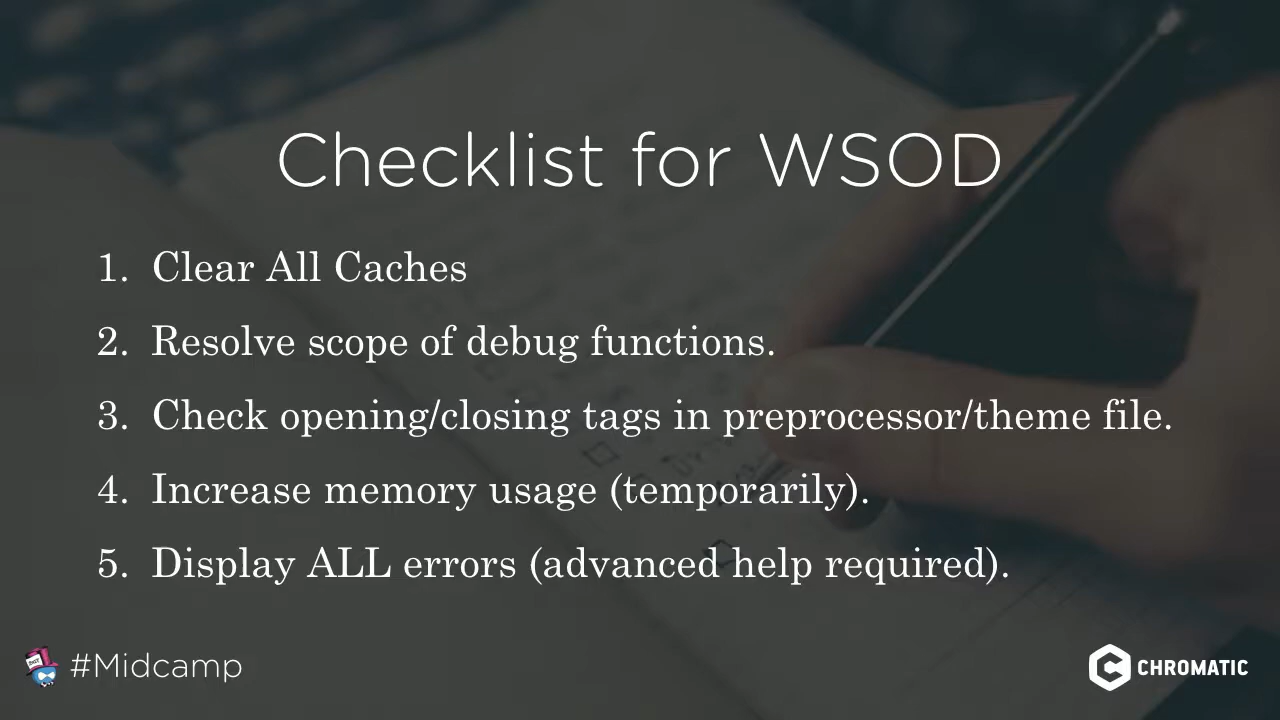 Checklist for WSOD
1. Clear All Caches
2. Resolve scope of debug functions.
3. Check opening/closing tags in preprocessor/theme file.
4. Increase memory usage (temporarily).
5. Display ALL errors (advanced help required).
#Midcamp
CHROMATIC